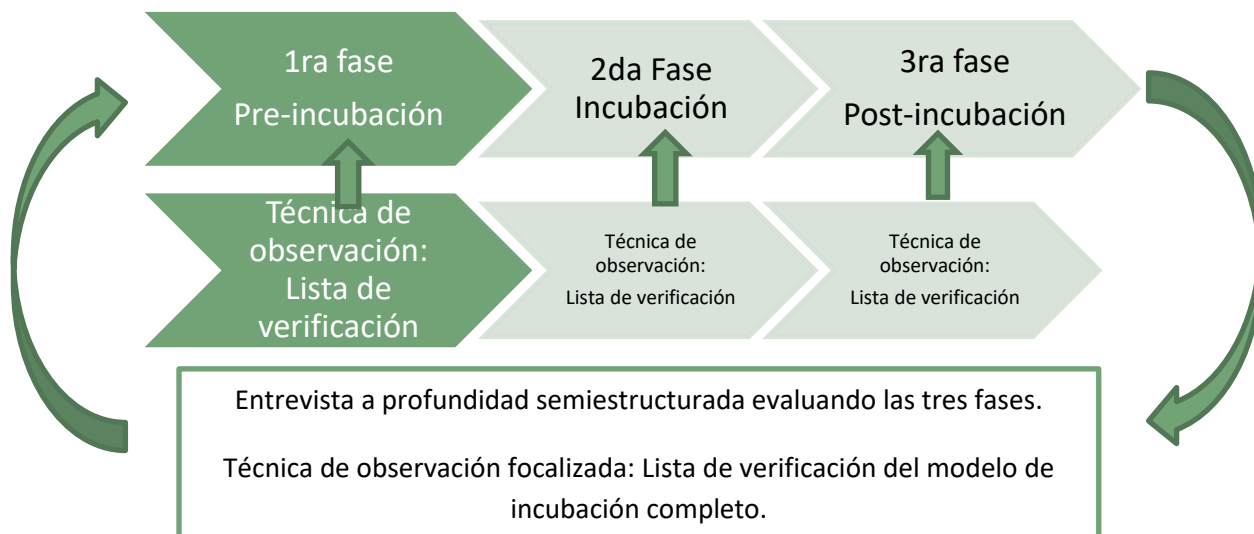 1ra fase
Pre-incubación
2da Fase
Incubación
3ra fase
Post-incubación
Técnica de
observación:
Lista de
verificación
Técnica de
observación:
Lista de verificación
Técnica de
observación:
Lista de verificación
Entrevista a profundidad semiestructurada evaluando las tres fases.
Técnica de observación focalizada: Lista de verificación del modelo de
incubación completo.